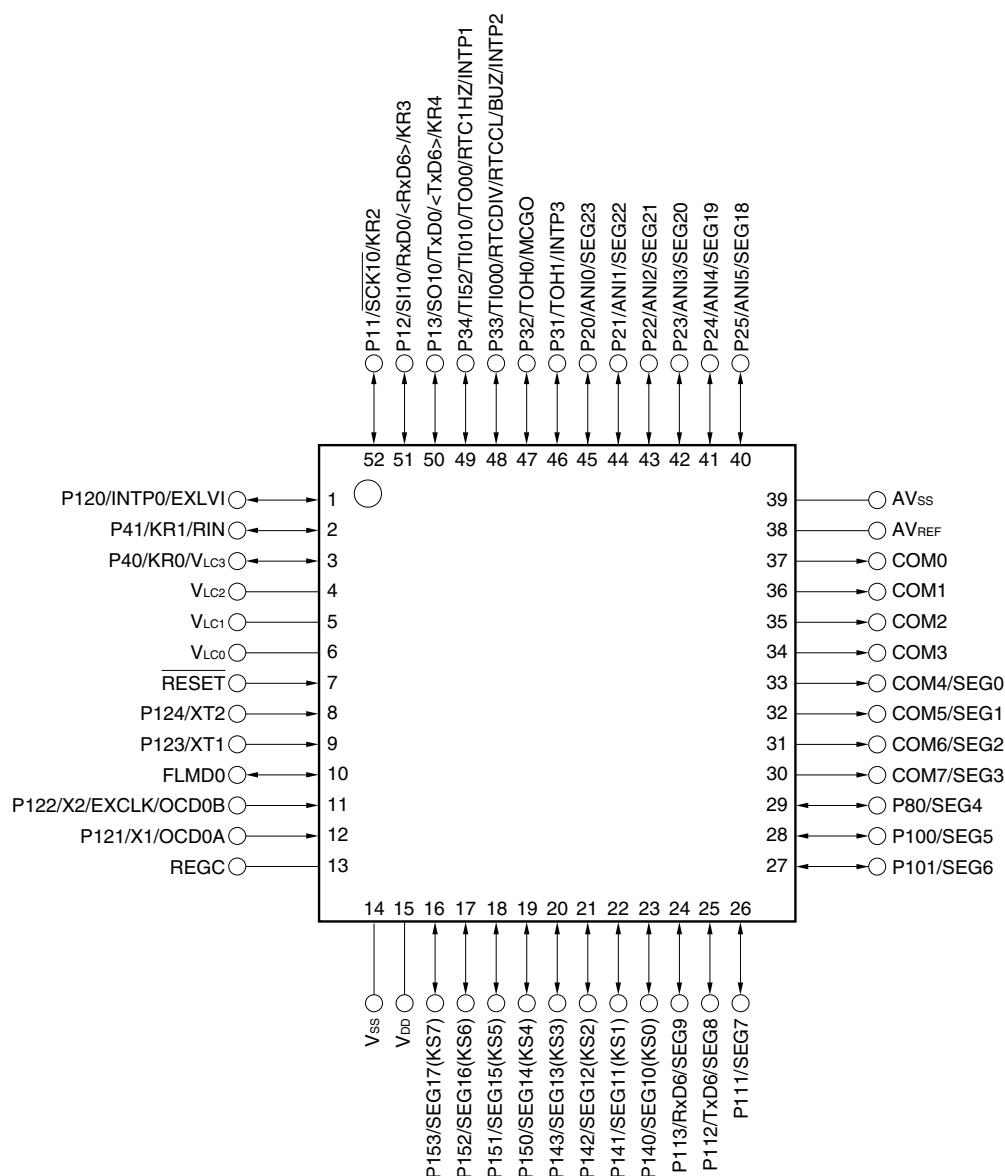 P11/SCK10/KR2
P12/SI10/RxD0/<RxD6>/KR3
P13/SO10/TxD0/<TxD6>/KR4
P34/TI52/TI010/TO00/RTC1HZ/INTP1
P33/TI000/RTCDIV/RTCCL/BUZ/INTP2
P32/TOH0/MCGO
P31/TOH1/INTP3
P20/ANI0/SEG23
P21/ANI1/SEG22
P22/ANI2/SEG21
P23/ANI3/SEG20
P24/ANI4/SEG19
P25/ANI5/SEG18
52 51 50 49 48 47 46 45 44 43 42 41 40
P120/INTP0/EXLVI 1
P41/KR1/RIN 2
P40/KR0/VLC3 3
VLC2 4
VLC1 5
VLC0 6
RESET 7
P124/XT2 8
P123/XT1 9
FLMD0 10
P122/X2/EXCLK/OCD0B 11
P121/X1/OCD0A 12
REGC 13
39 AVSS
38 AVREF
37 COM0
36 COM1
35 COM2
34 COM3
33 COM4/SEG0
32 COM5/SEG1
31 COM6/SEG2
30 COM7/SEG3
29 P80/SEG4
28 P100/SEG5
27 P101/SEG6
14 15 16 17 18 19 20 21 22 23 24 25 26
VSS
VDD
P153/SEG17(KS7)
P152/SEG16(KS6)
P151/SEG15(KS5)
P150/SEG14(KS4)
P143/SEG13(KS3)
P142/SEG12(KS2)
P141/SEG11(KS1)
P140/SEG10(KS0)
P113/RxD6/SEG9
P112/TxD6/SEG8
P111/SEG7